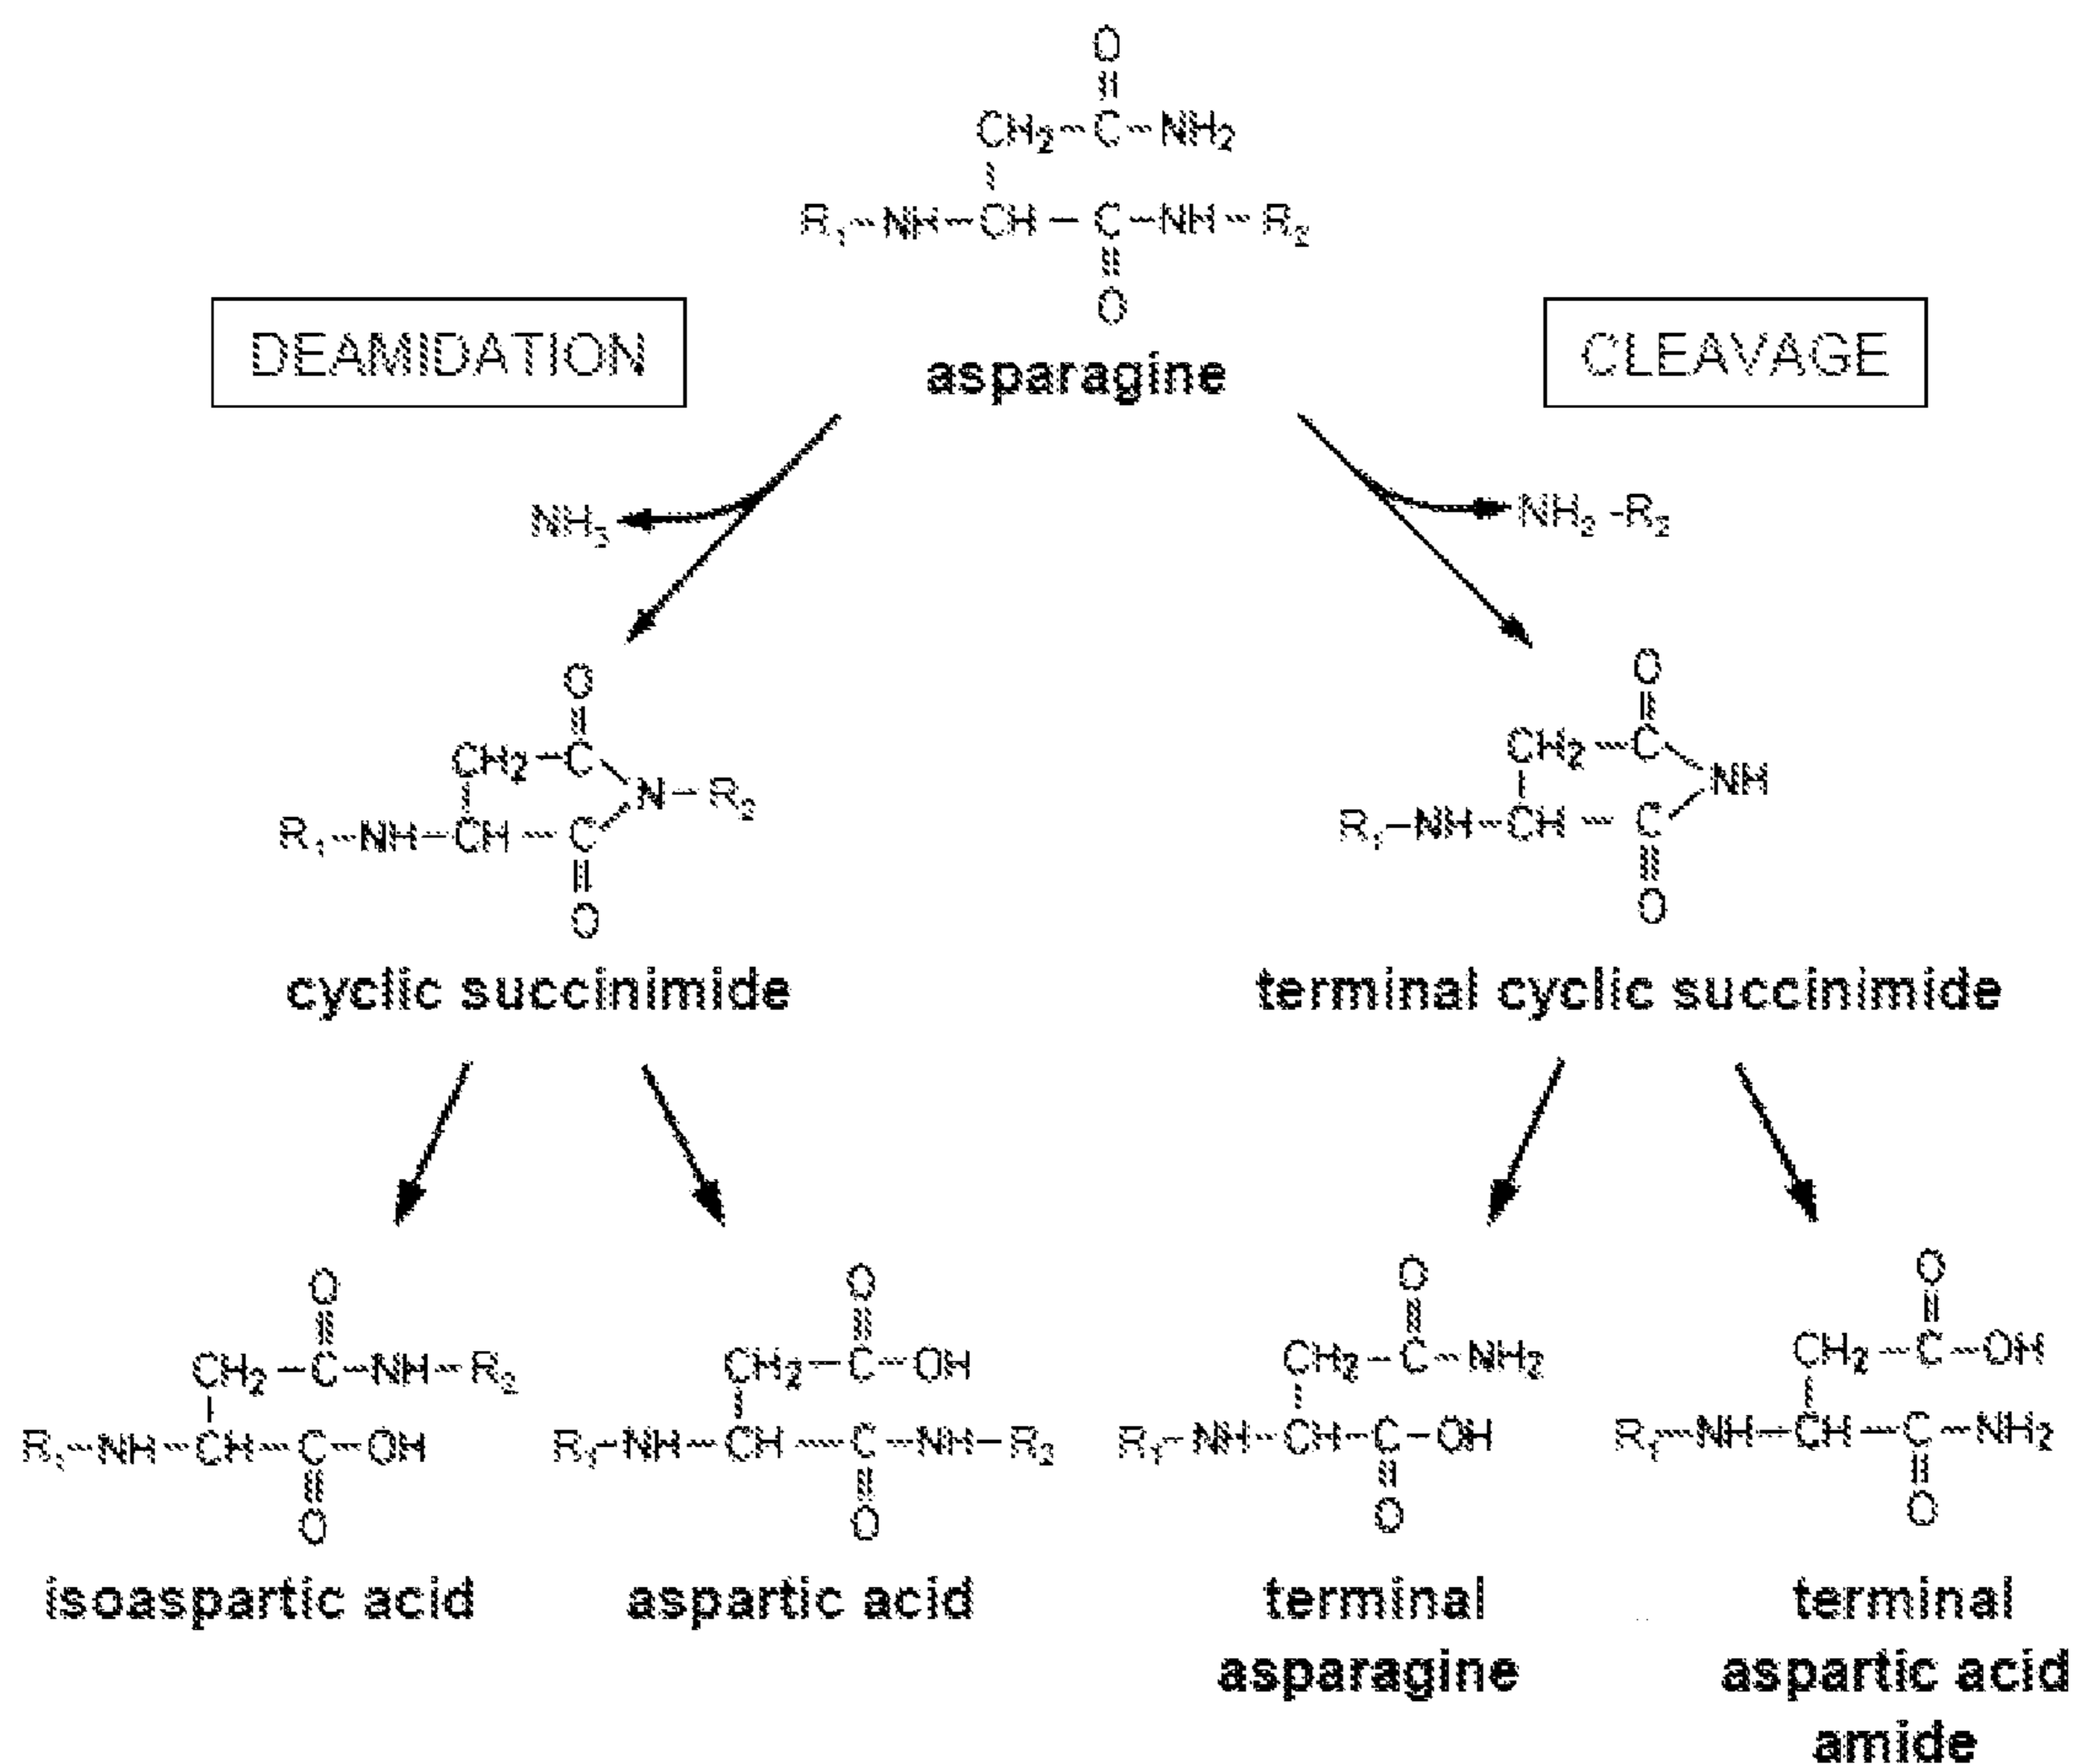 O
CH2-C-NH2
R1-NH-CH-C-NH-R2
O
DEAMIDATION
asparagine
CLEAVAGE
NH3
NH2-R2
O
CH2-C
N-R2
R1-NH-CH-C
O
cyclic succinimide
O
CH2-C
NH
R1-NH-CH-C
O
terminal cyclic succinimide
O
CH2-C-NH-R2
R1-NH-CH-C-OH
O
isoaspartic acid
O
CH2-C-OH
R1-NH-CH-C-NH-R2
O
aspartic acid
O
CH2-C-NH2
R1-NH-CH-C-OH
O
terminal
asparagine
O
CH2-C-OH
R1-NH-CH-C-NH2
O
terminal
aspartic acid
amide